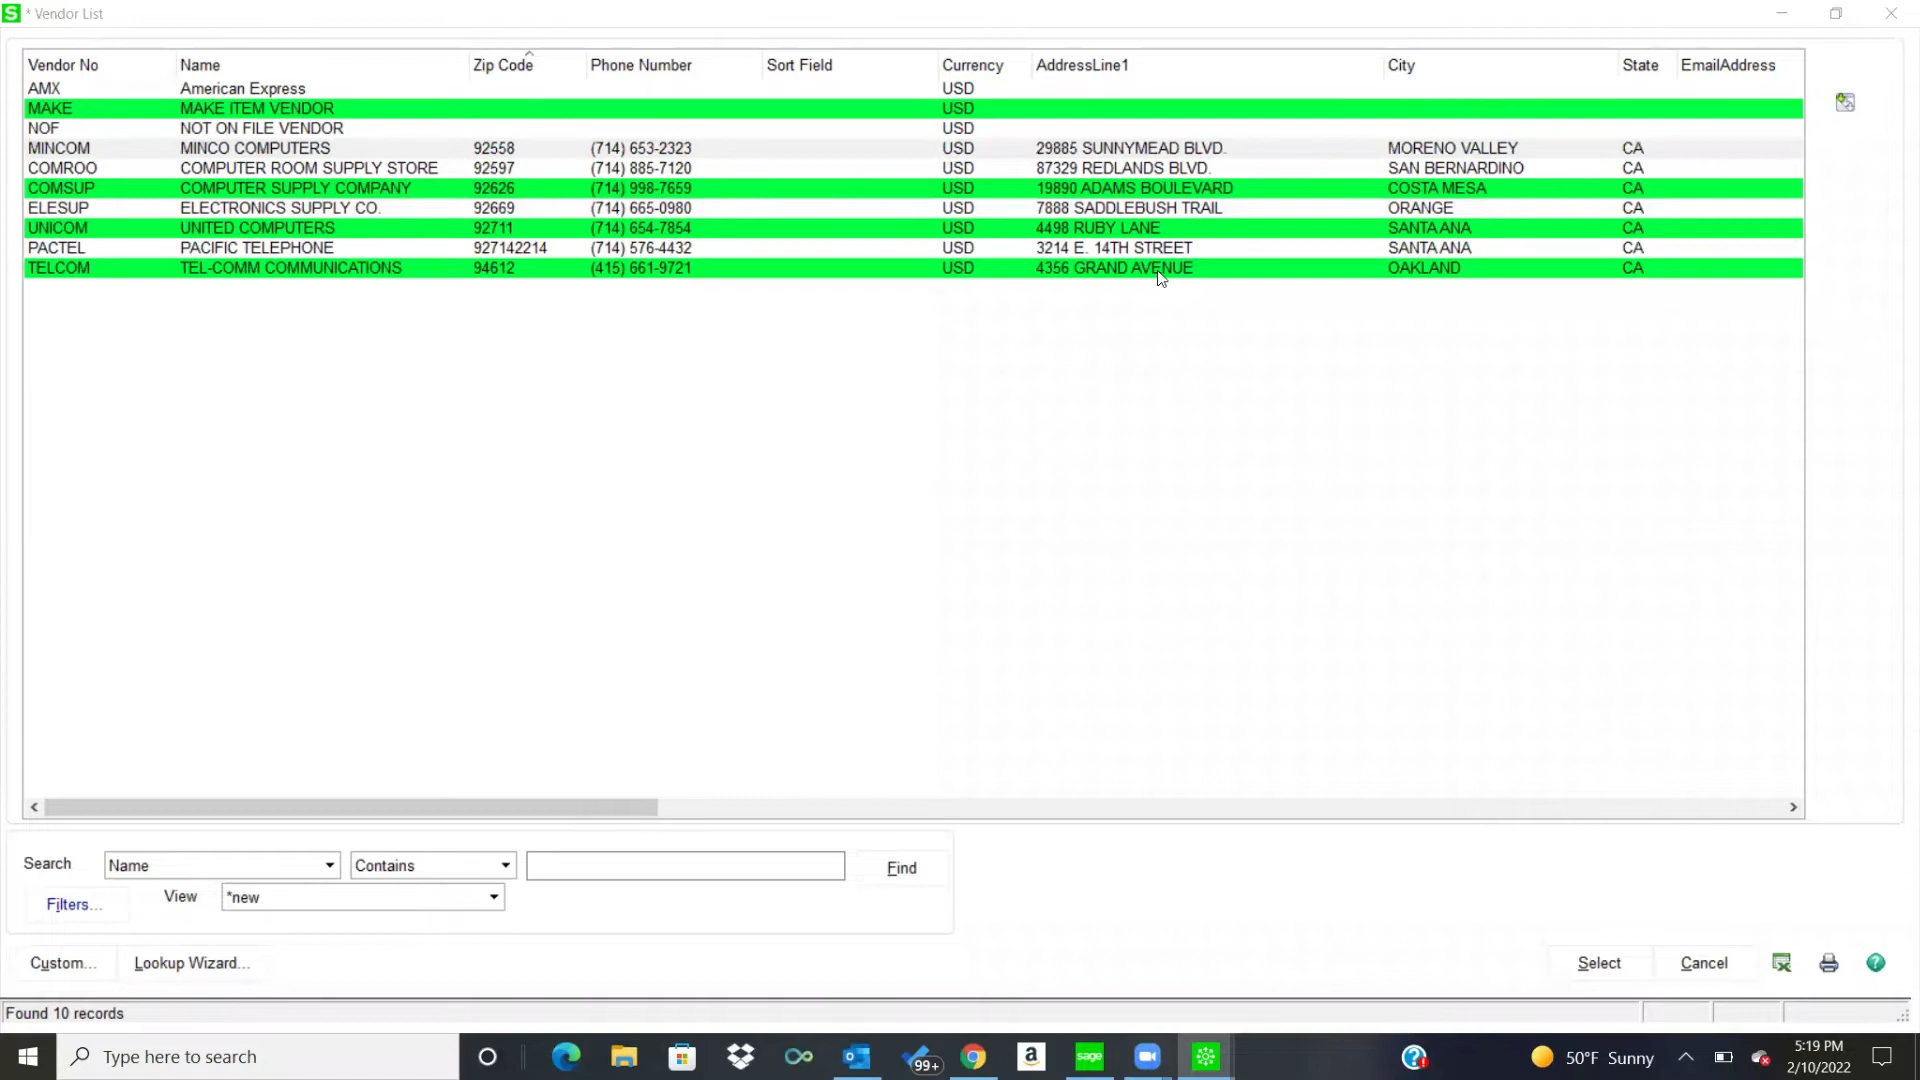 S * Vendor List
Vendor No Name Zip Code Phone Number Sort Field Currency AddressLine1 City State EmailAddress
AMX American Express USD
MAKE MAKE ITEM VENDOR USD
NOF NOT ON FILE VENDOR USD
MINCOM MINCO COMPUTERS 92558 (714) 653-2323 USD 29885 SUNNYMEAD BLVD. MORENO VALLEY CA
COMROO COMPUTER ROOM SUPPLY STORE 92597 (714) 885-7120 USD 87329 REDLANDS BLVD. SAN BERNARDINO CA
COMSUP COMPUTER SUPPLY COMPANY 92626 (714) 998-7659 USD 19890 ADAMS BOULEVARD COSTA MESA CA
ELESUP ELECTRONICS SUPPLY CO. 92669 (714) 665-0980 USD 7888 SADDLEBUSH TRAIL ORANGE CA
UNICOM UNITED COMPUTERS 92711 (714) 654-7854 USD 4498 RUBY LANE SANTA ANA CA
PACTEL PACIFIC TELEPHONE 927142214 (714) 576-4432 USD 3214 E. 14TH STREET SANTA ANA CA
TELCOM TEL-COMM COMMUNICATIONS 94612 (415) 661-9721 USD 4356 GRAND AVENUE OAKLAND CA
Search Name Contains Find
Filters... View *new
Custom... Lookup Wizard... Select Cancel
Found 10 records
Type here to search 99+ a sage 50°F Sunny 5:19 PM
2/10/2022